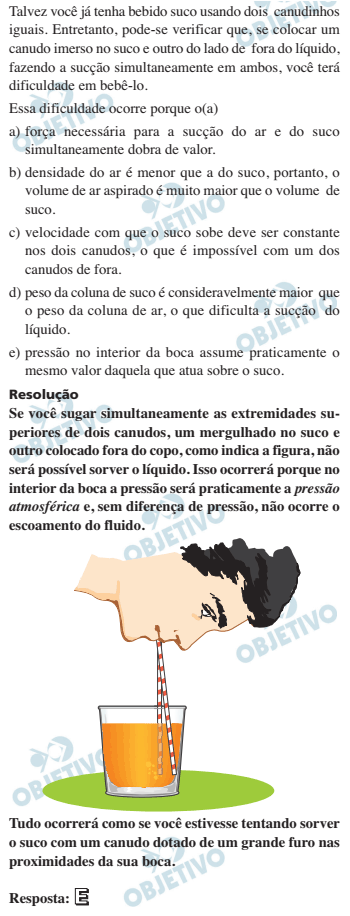 Talvez você já tenha bebido suco usando dois canudinhos
iguais. Entretanto, pode-se verificar que, se colocar um
canudo imerso no suco e outro do lado de fora do líquido,
fazendo a sucção simultaneamente em ambos, você terá
dificuldade em bebê-lo.
Essa dificuldade ocorre porque o(a)
a) força necessária para a sucção do ar e do suco
simultaneamente dobra de valor.
b) densidade do ar é menor que a do suco, portanto, o
volume de ar aspirado é muito maior que o volume de
suco.
c) velocidade com que o suco sobe deve ser constante
nos dois canudos, o que é impossível com um dos
canudos de fora.
d) peso da coluna de suco é consideravelmente maior que
o peso da coluna de ar, o que dificulta a sucção do
líquido.
e) pressão no interior da boca assume praticamente o
mesmo valor daquela que atua sobre o suco.
Resolução
Se você sugar simultaneamente as extremidades su-
periores de dois canudos, um mergulhado no suco e
outro colocado fora do copo, como indica a figura, não
será possível sorver o líquido. Isso ocorrerá porque no
interior da boca a pressão será praticamente a pressão
atmosférica e, sem diferença de pressão, não ocorre o
escoamento do fluido.
Tudo ocorrerá como se você estivesse tentando sorver
o suco com um canudo dotado de um grande furo nas
proximidades da sua boca.
Resposta: E
OBJETIVO
OBJETIVO
OBJETIVO
OBJETIVO
OBJETIVO
OBJETIVO
OBJETIVO
OBJETIVO
OBJETIVO